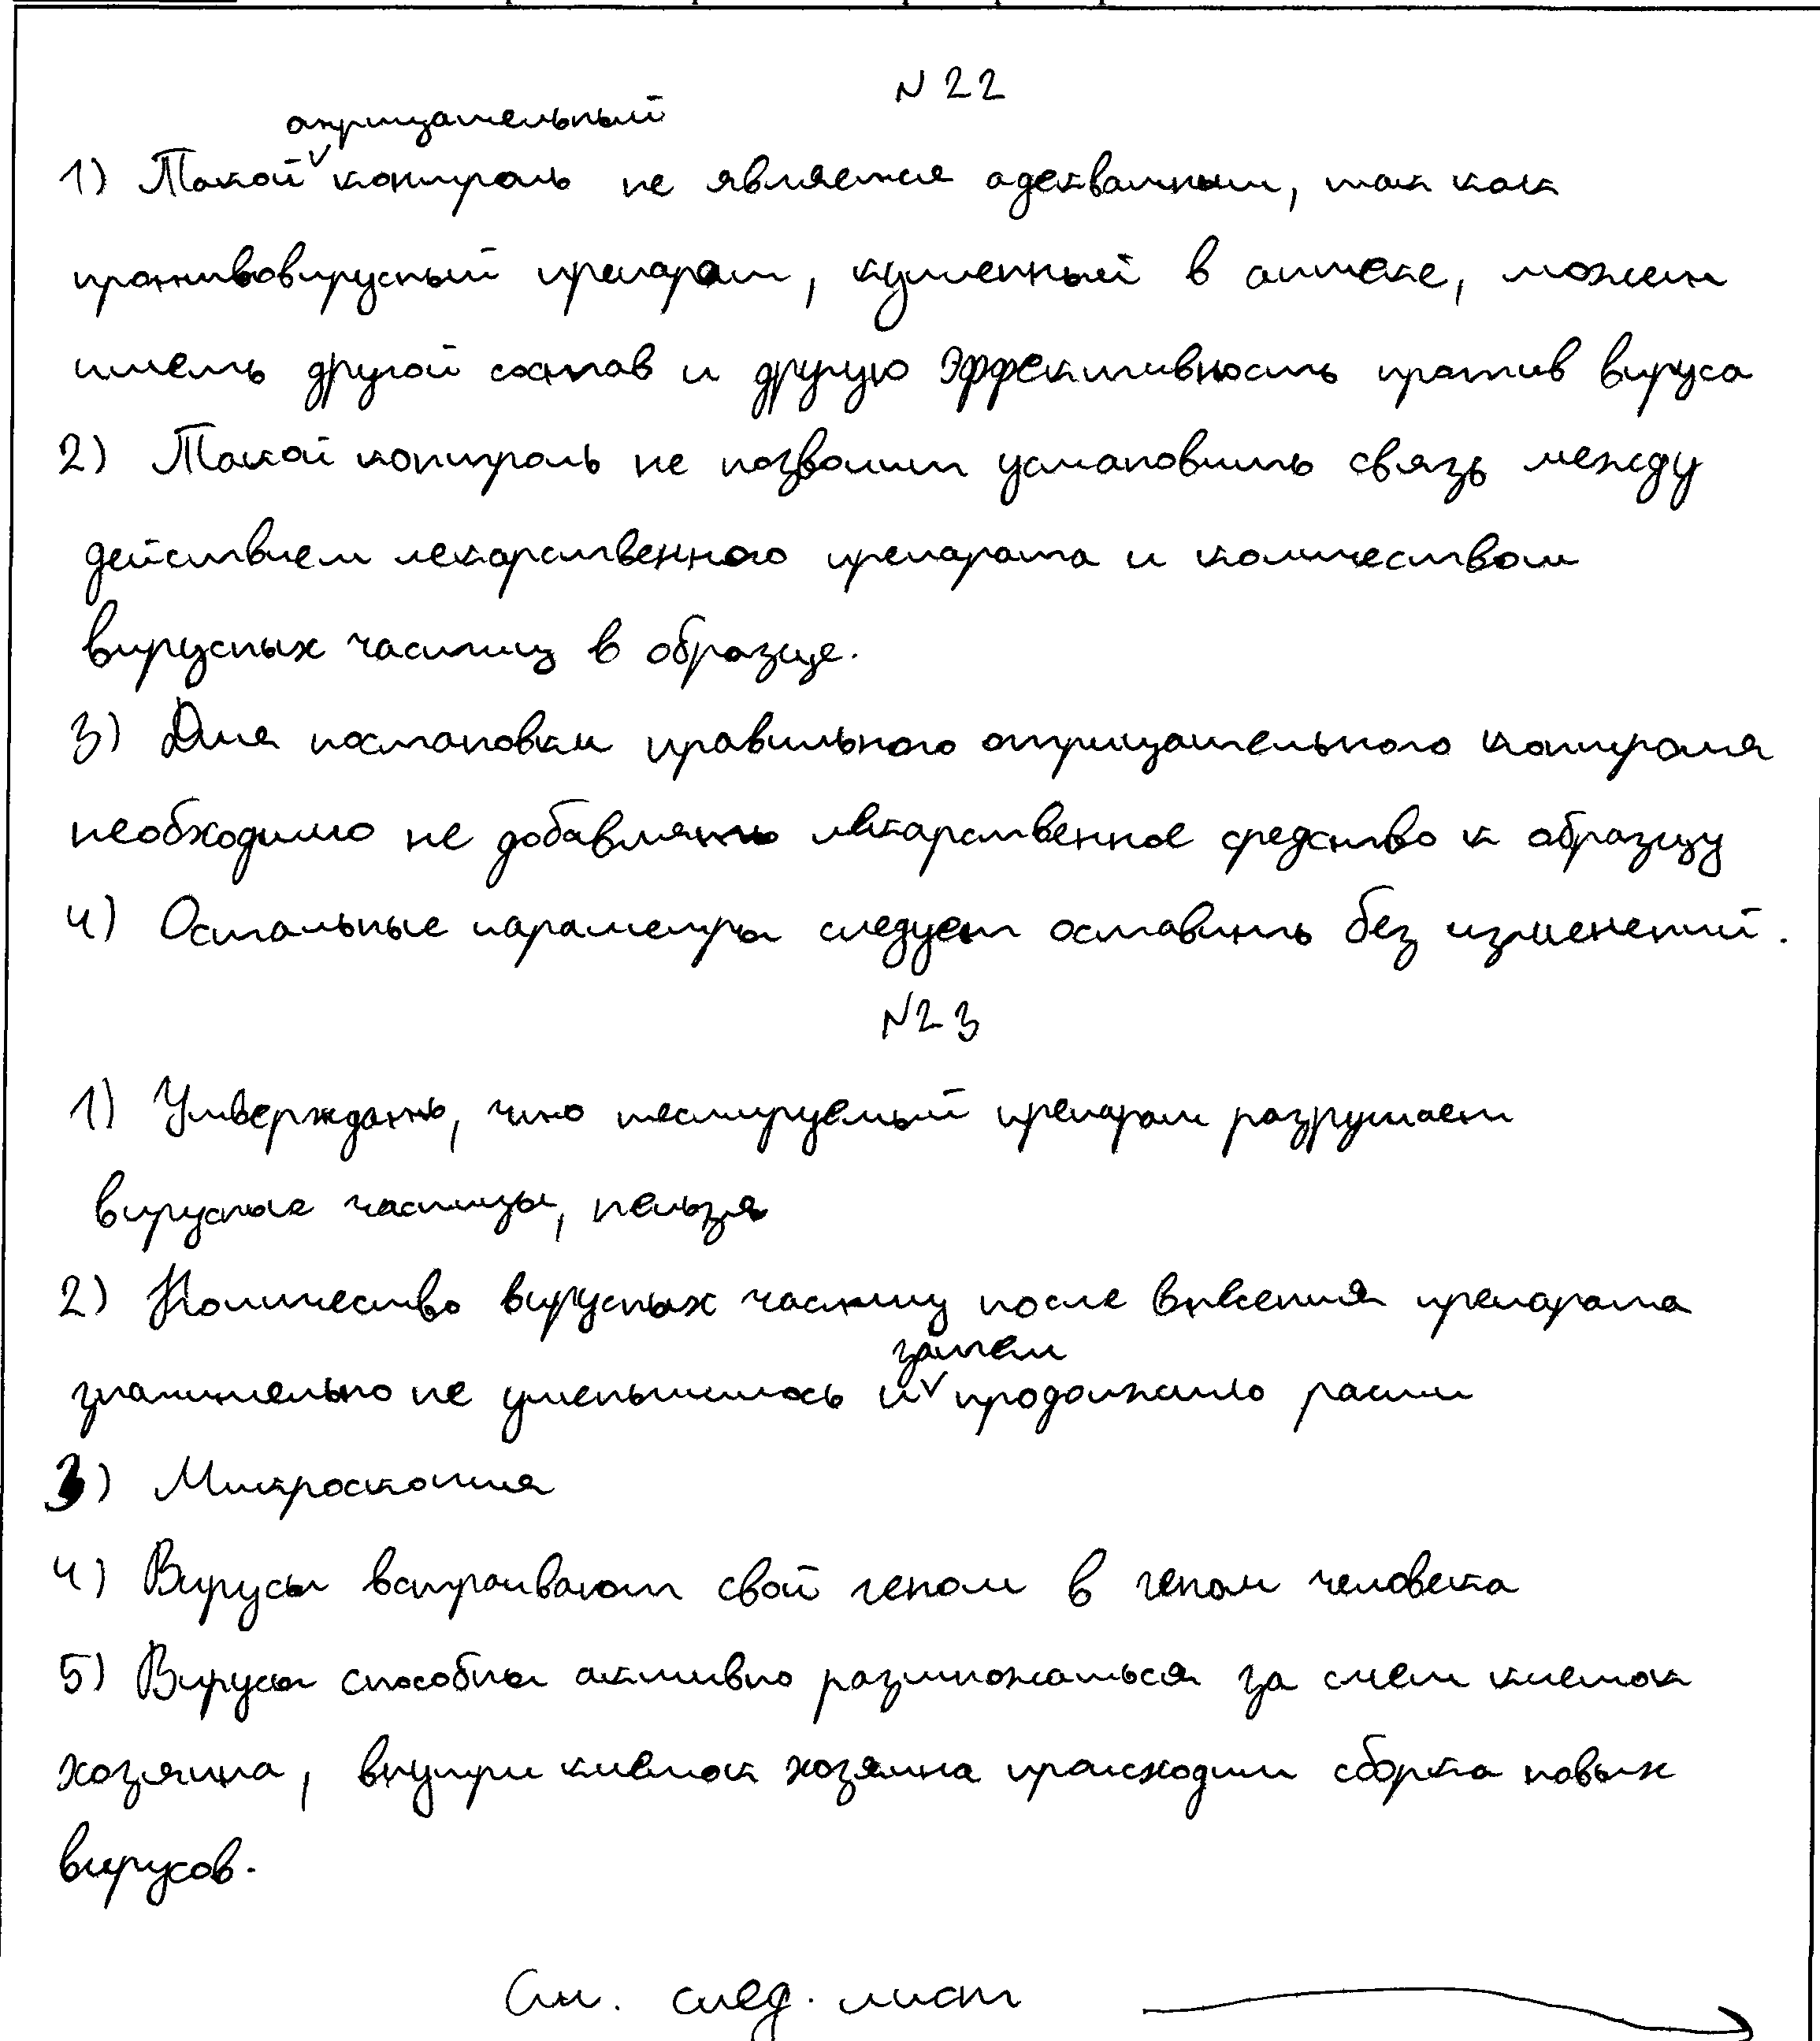 N 22
отрицательный
1) Такой контроль не является адекватным, так как
противовирусный препарат, купленный в аптеке, может
иметь другой состав и другую эффективность против вируса
2) Такой контроль не позволит установить связь между
действием лекарственного препарата и количеством
вирусных частиц в образце.
3) Для постановки правильного отрицательного контроля
необходимо не добавлять лекарственное средство к образцу
4) Остальные параметры следует оставить без изменений.
N23
1) Утверждать, что тестируемый препарат разрушает
вирусные частицы, нельзя
2) Количество вирусных частиц после внесения препарата
затем
значительно не уменьшилось и продолжило расти
3) Микроскопия
4) Вирусы встраивают свой геном в геном человека
5) Вирусы способны активно размножаться за счет клеток
хозяина, внутри клеток хозяина происходит сборка новых
вирусов.
См. след. лист